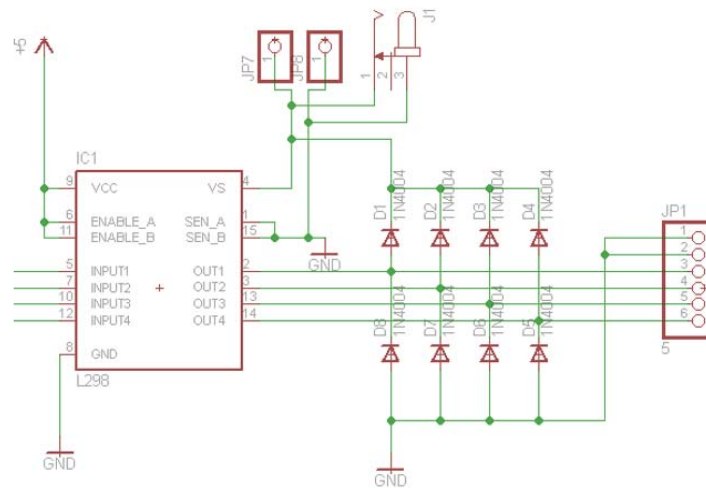 +5
JP7
1
JP8
1
J1
1
2
3
IC1
9 VCC VS 4
6 ENABLE_A SEN_A 1
11 ENABLE_B SEN_B 15
GND
5 INPUT1 OUT1 2
7 INPUT2 OUT2 3
10 INPUT3 OUT3 13
12 INPUT4 OUT4 14
8 GND
L298
GND
D1 1N4004
D2 1N4004
D3 1N4004
D4 1N4004
D8 1N4004
D7 1N4004
D6 1N4004
D5 1N4004
GND
JP1
1
2
3
4
5
6
5